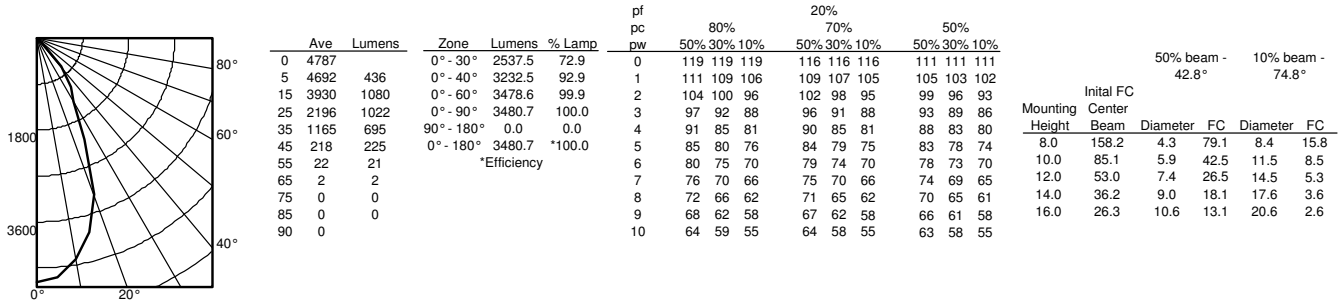 80°
60°
40°
1800
3600
0° 20°
Ave Lumens
0 4787
5 4692 436
15 3930 1080
25 2196 1022
35 1165 695
45 218 225
55 22 21
65 2 2
75 0 0
85 0 0
90 0
Zone Lumens % Lamp
0°- 30° 2537.5 72.9
0°- 40° 3232.5 92.9
0°- 60° 3478.6 99.9
0°- 90° 3480.7 100.0
90°- 180° 0.0 0.0
0°- 180° 3480.7 *100.0
*Efficiency
pf 20%
pc 80% 70% 50%
pw 50% 30% 10% 50% 30% 10% 50% 30% 10%
0 119 119 119 116 116 116 111 111 111
1 111 109 106 109 107 105 105 103 102
2 104 100 96 102 98 95 99 96 93
3 97 92 88 96 91 88 93 89 86
4 91 85 81 90 85 81 88 83 80
5 85 80 76 84 79 75 83 78 74
6 80 75 70 79 74 70 78 73 70
7 76 70 66 75 70 66 74 69 65
8 72 66 62 71 65 62 70 65 61
9 68 62 58 67 62 58 66 61 58
10 64 59 55 64 58 55 63 58 55
50% beam - 10% beam -
42.8° 74.8°
Inital FC
Mounting Center
Height Beam Diameter FC Diameter FC
8.0 158.2 4.3 79.1 8.4 15.8
10.0 85.1 5.9 42.5 11.5 8.5
12.0 53.0 7.4 26.5 14.5 5.3
14.0 36.2 9.0 18.1 17.6 3.6
16.0 26.3 10.6 13.1 20.6 2.6